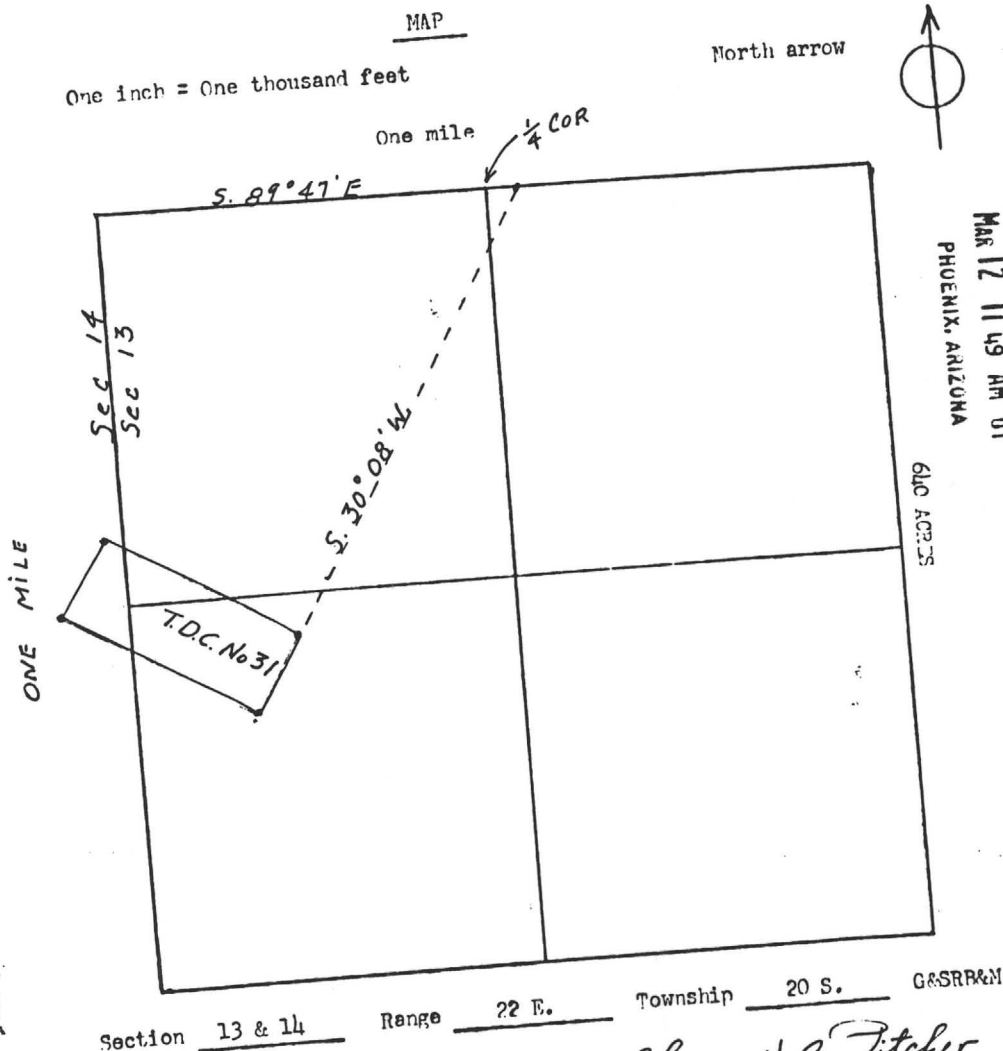 MAP
One inch = One thousand feet
North arrow
One mile
1/4 COR
S. 89°47' E
Sec 14
Sec 13
S. 30°08' W.
ONE MiLE
T.D.C. No 31
640 ACRES
MAR 12 11 49 AM
PHOENIX, ARIZONA
Section 13 & 14 Range 22 E. Township 20 S. G&SRB&M
Pitcher